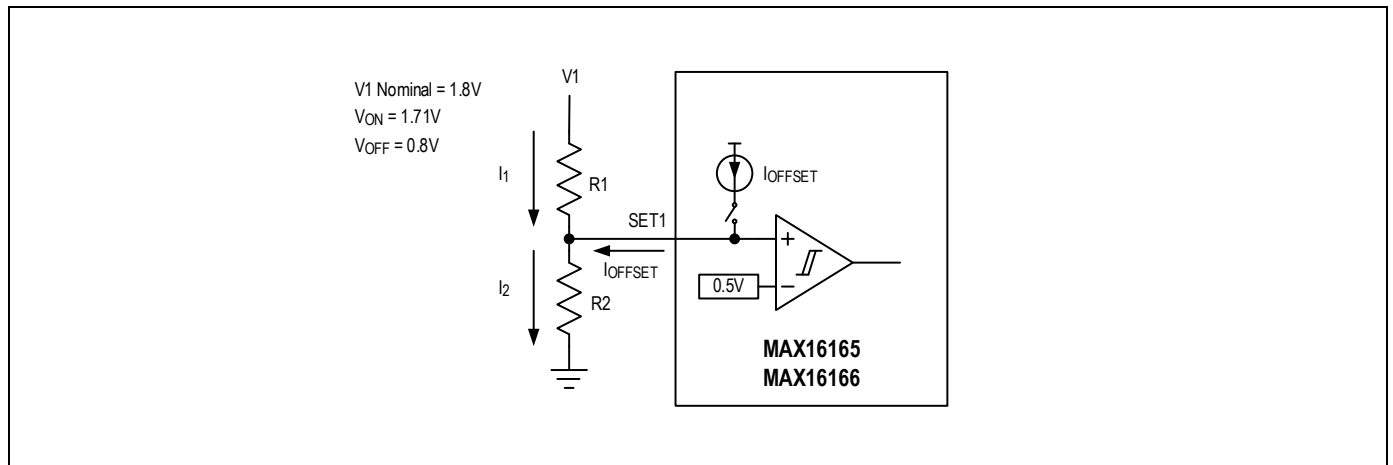 V1 Nominal = 1.8V
VON = 1.71V
VOFF = 0.8V
V1
I1
R1
IOFFSET
SET1
IOFFSET
I2
R2
0.5V
+
−
MAX16165
MAX16166